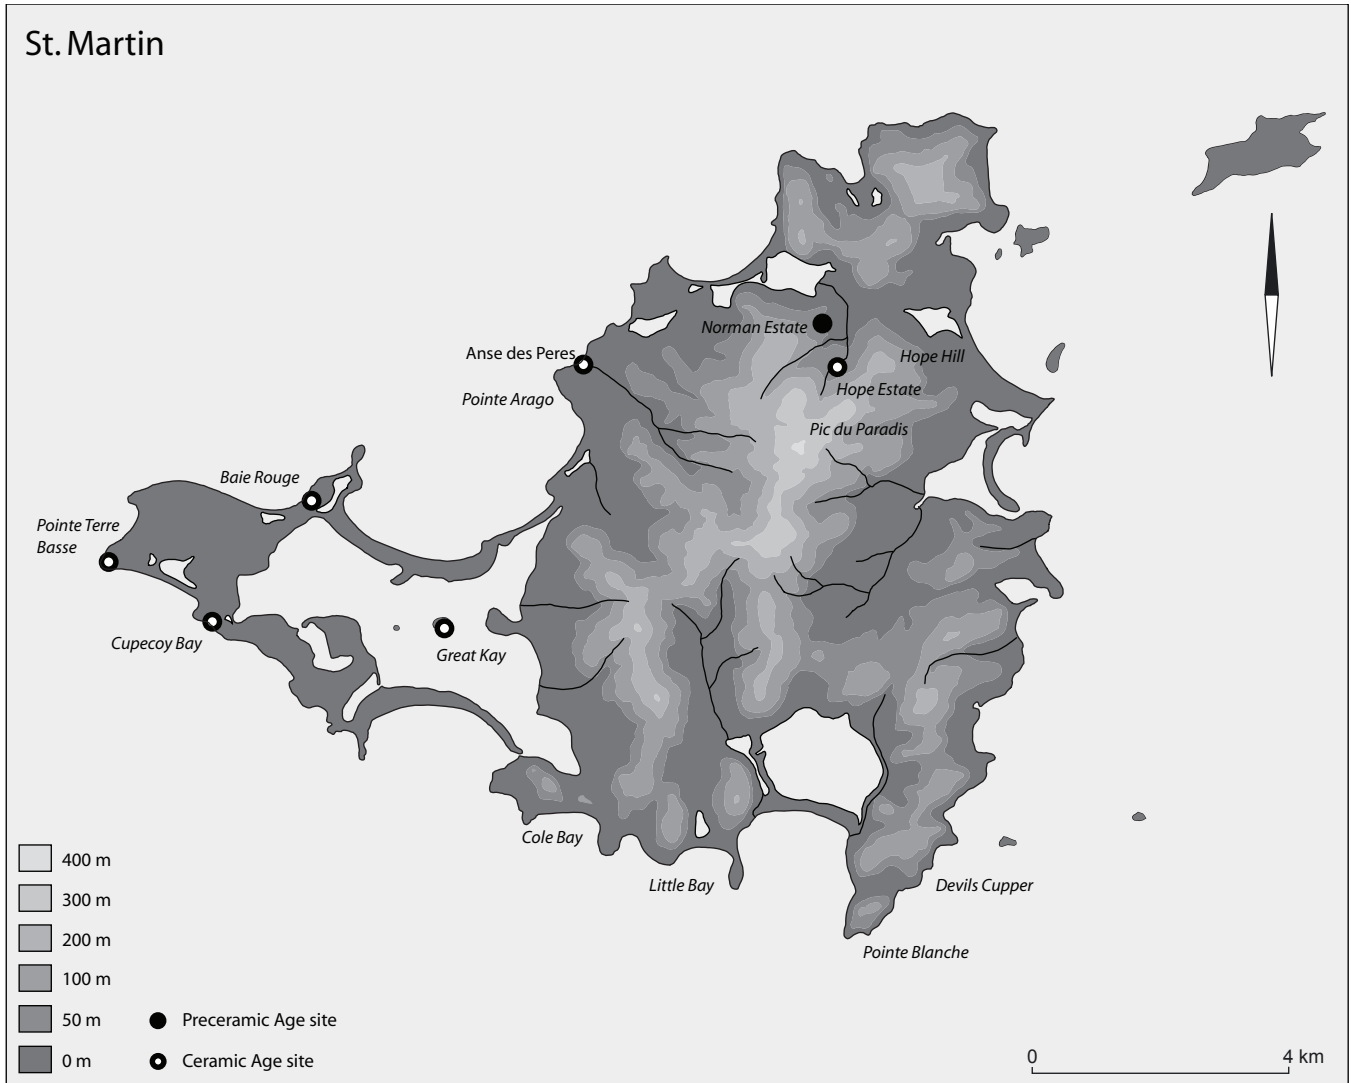 St. Martin
Norman Estate
Hope Hill
Anse des Peres
Hope Estate
Pointe Arago
Pic du Paradis
Baie Rouge
Pointe Terre
Basse
Cupecoy Bay
Great Kay
Cole Bay
Little Bay
Devils Cupper
Pointe Blanche
400 m
300 m
200 m
100 m
50 m
0 m
Preceramic Age site
Ceramic Age site
0
4 km